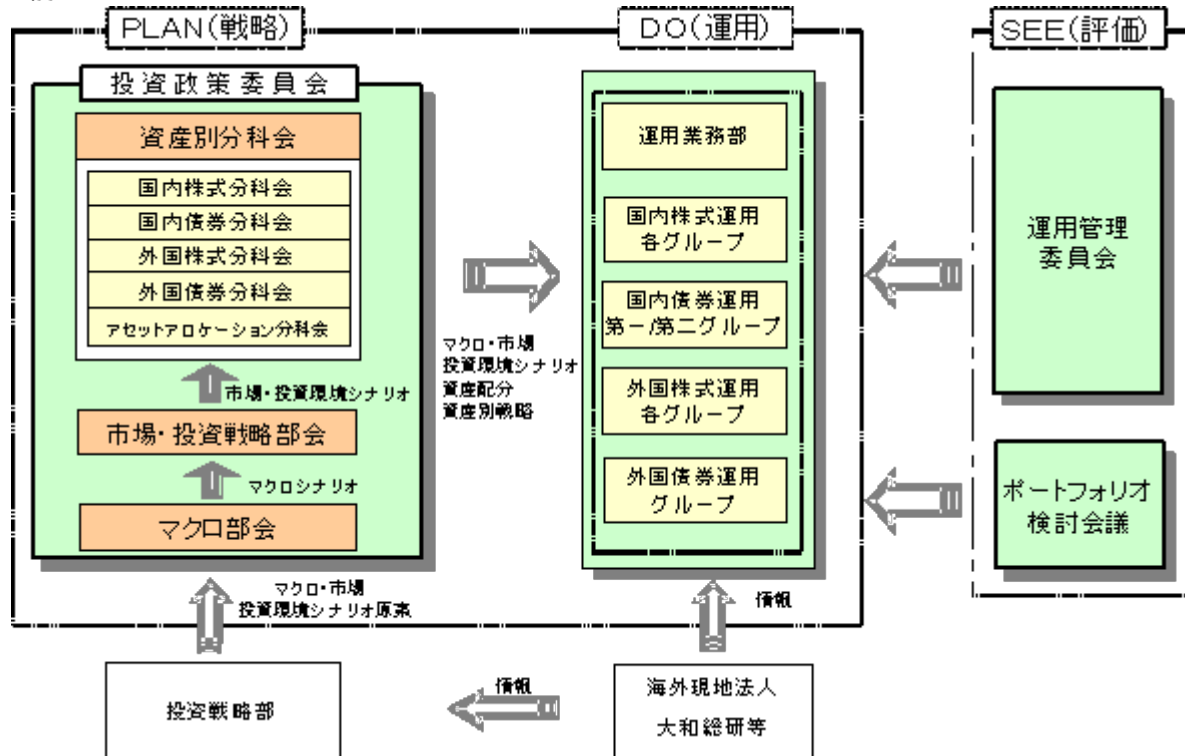 PLAN(戦略)
DO(運用)
SEE(評価)
投資政策委員会
資産別分科会
国内株式分科会
国内債券分科会
外国株式分科会
外国債券分科会
アセットアロケーション分科会
市場・投資環境シナリオ
市場・投資戦略部会
マクロシナリオ
マクロ部会
マクロ・市場
投資環境シナリオ
資産配分
資産別戦略
運用業務部
国内株式運用
各グループ
国内債券運用
第一/第二グループ
外国株式運用
各グループ
外国債券運用
グループ
運用管理
委員会
ポートフォリオ
検討会議
マクロ・市場
投資環境シナリオ原案
情報
投資戦略部
情報
海外現地法人
大和総研等